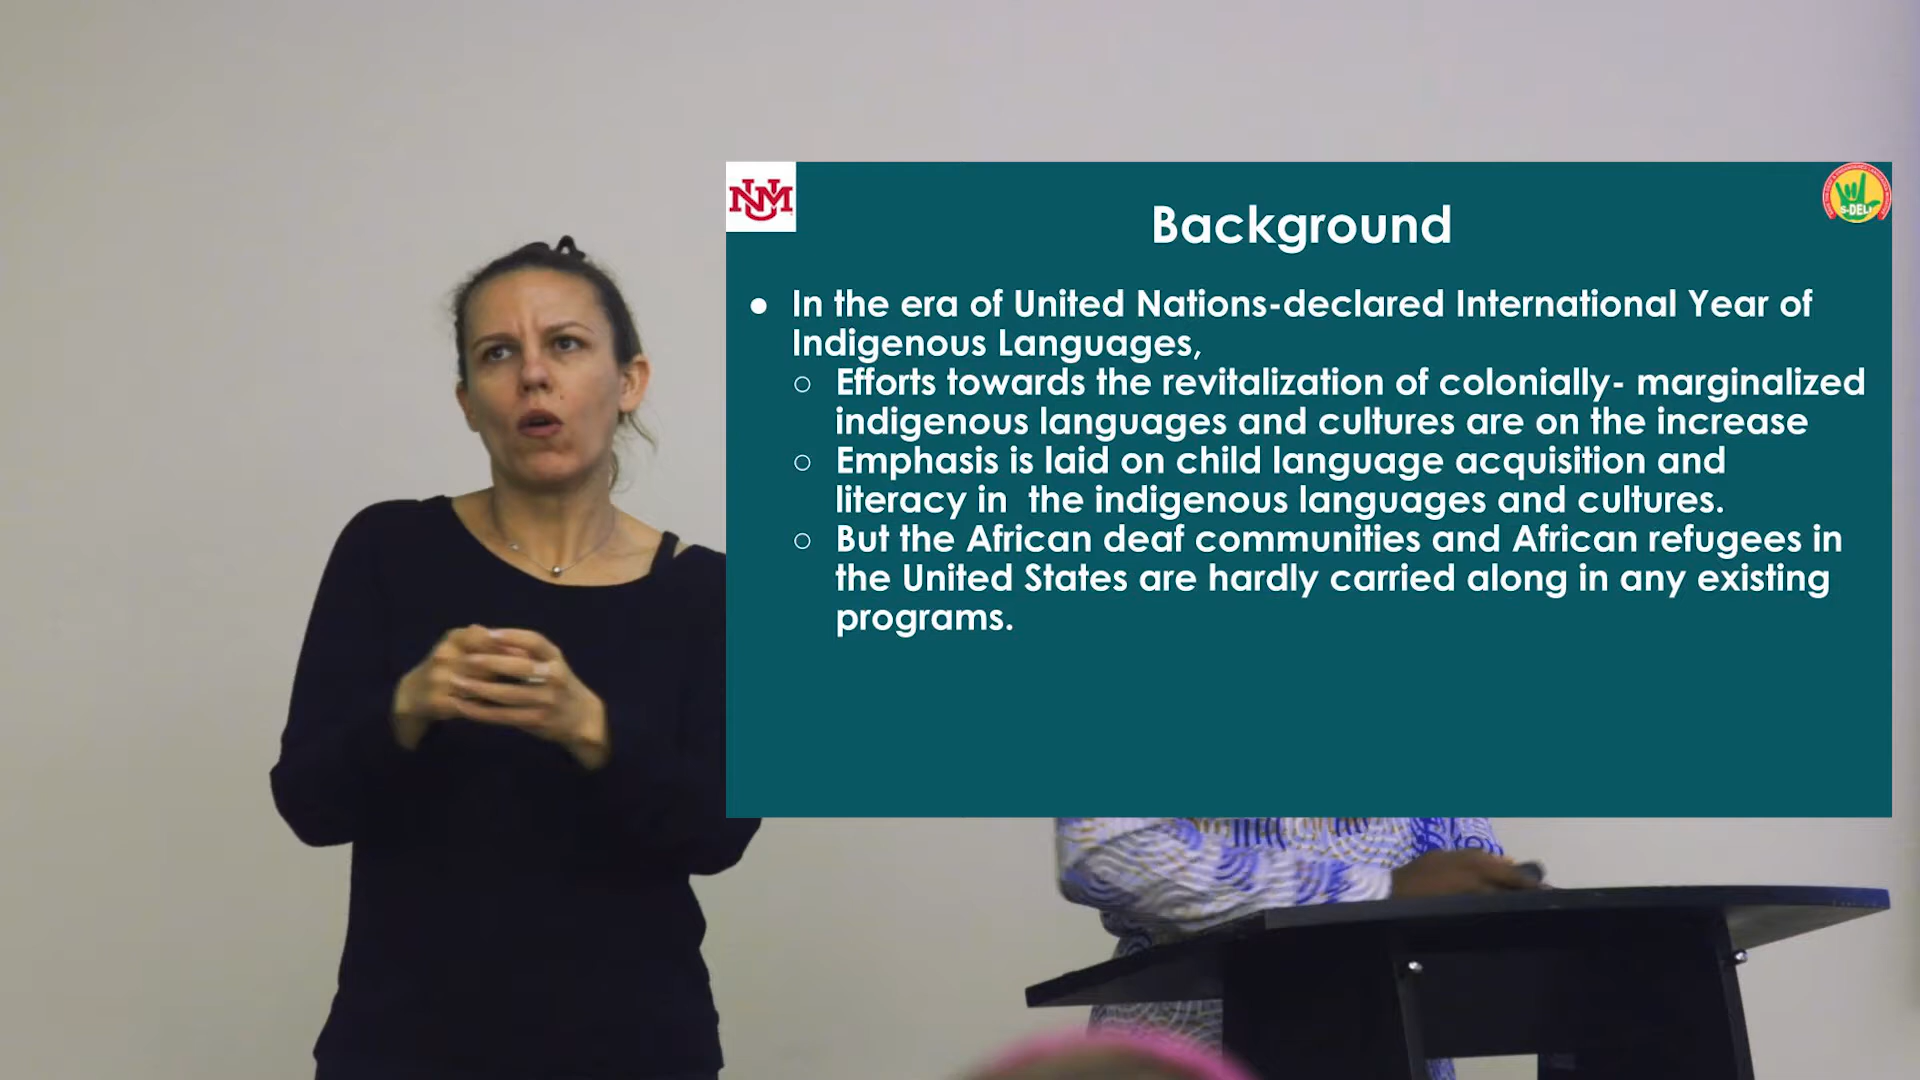 UNM
S-DELI
Background
● In the era of United Nations-declared International Year of
Indigenous Languages,
○ Efforts towards the revitalization of colonially- marginalized
indigenous languages and cultures are on the increase
○ Emphasis is laid on child language acquisition and
literacy in  the indigenous languages and cultures.
○ But the African deaf communities and African refugees in
the United States are hardly carried along in any existing
programs.